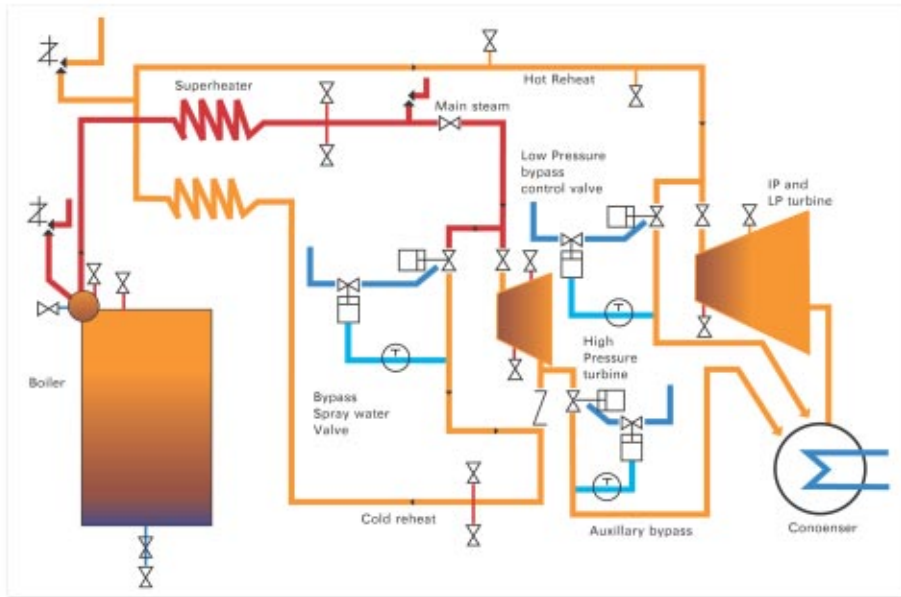 Superheater
Hot Reheat
Main steam
Low Pressure
bypass
control valve
IP and
LP turbine
Boiler
Bypass
Spray water
Valve
T
T
High
Pressure
turbine
T
Cold reheat
Auxillary bypass
Conoenser